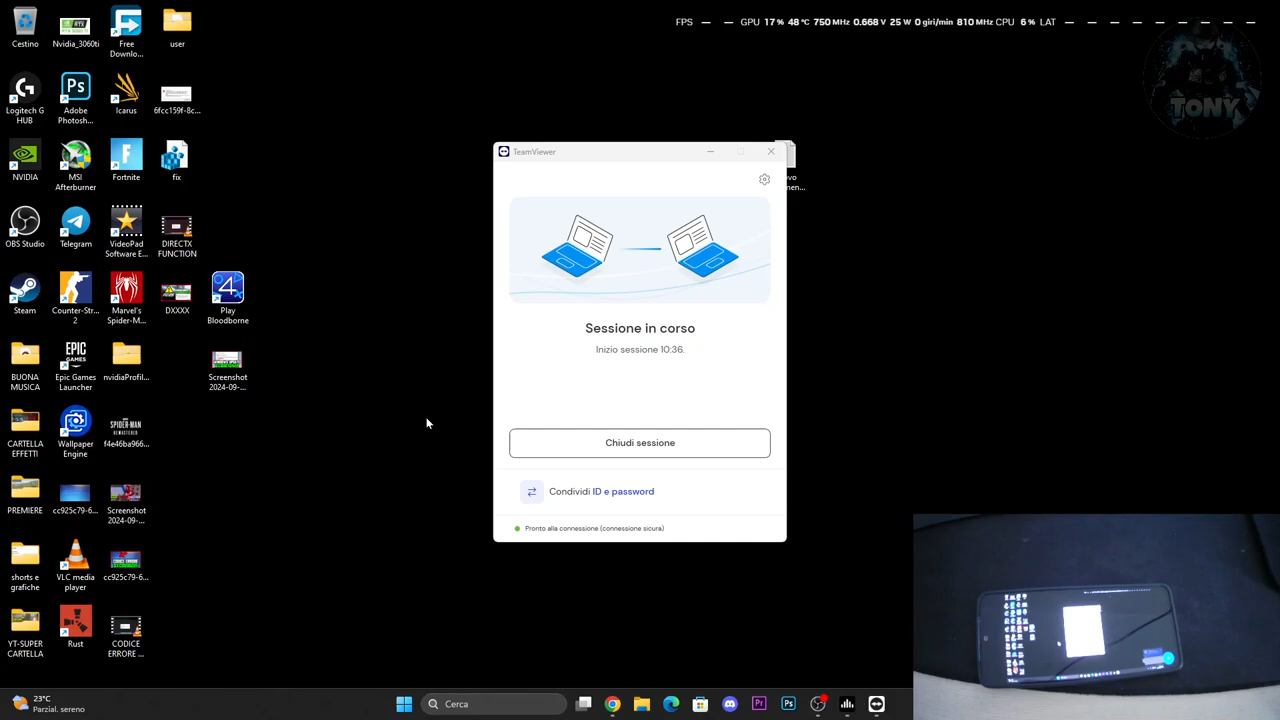 FPS — — GPU 17 % 48 °C 750 MHz 0.668 V 25 W 0 giri/min 810 MHz CPU 6 % LAT — — — — — — — —
TONY
Cestino
Nvidia_3060ti
Free
Downlo...
user
Logitech G
HUB
Adobe
Photosh...
Icarus
6fcc159f-8c...
NVIDIA
MSI
Afterburner
Fortnite
fix
OBS Studio
Telegram
VideoPad
Software E...
DIRECTX
FUNCTION
Steam
Counter-Str...
2
Marvel's
Spider-M...
DXXXX
Play
Bloodborne
BUONA
MUSICA
Epic Games
Launcher
nvidiaProfil...
Screenshot
2024-09-...
CARTELLA
EFFETTI
Wallpaper
Engine
f4e46ba966...
PREMIERE
cc925c79-6...
Screenshot
2024-09-...
shorts e
grafiche
VLC media
player
cc925c79-6...
YT-SUPER
CARTELLA
Rust
CODICE
ERRORE ...
TeamViewer
Sessione in corso
Inizio sessione 10:36.
Chiudi sessione
Condividi ID e password
Pronto alla connessione (connessione sicura)
23°C
Parzial. sereno
Cerca